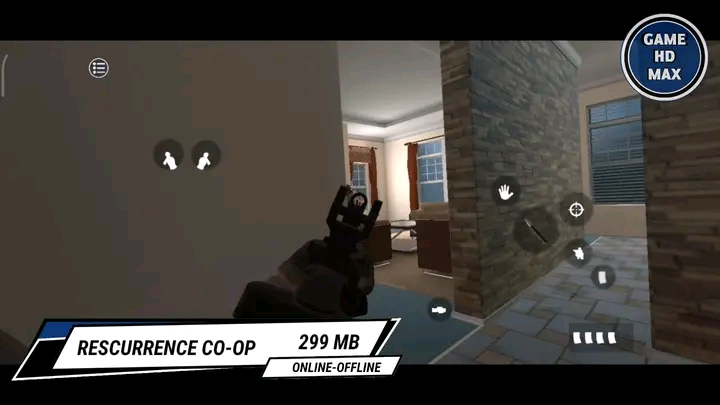 GAME
HD
MAX
RESCURRENCE CO-OP
299 MB
ONLINE-OFFLINE